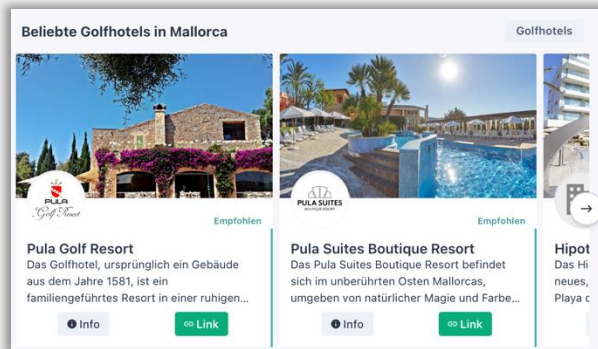 Beliebte Golfhotels in Mallorca
Golfhotels
PULA
Golf Resort
Empfohlen
Pula Golf Resort
Das Golfhotel, ursprünglich ein Gebäude
aus dem Jahre 1581, ist ein
familiengeführtes Resort in einer ruhigen...
Info
Link
PULA SUITES
BOUTIQUE RESORT
Empfohlen
Pula Suites Boutique Resort
Das Pula Suites Boutique Resort befindet
sich im unberührten Osten Mallorcas,
umgeben von natürlicher Magie und Farbe...
Info
Link
Hipot
Das Hi
neues,
Playa